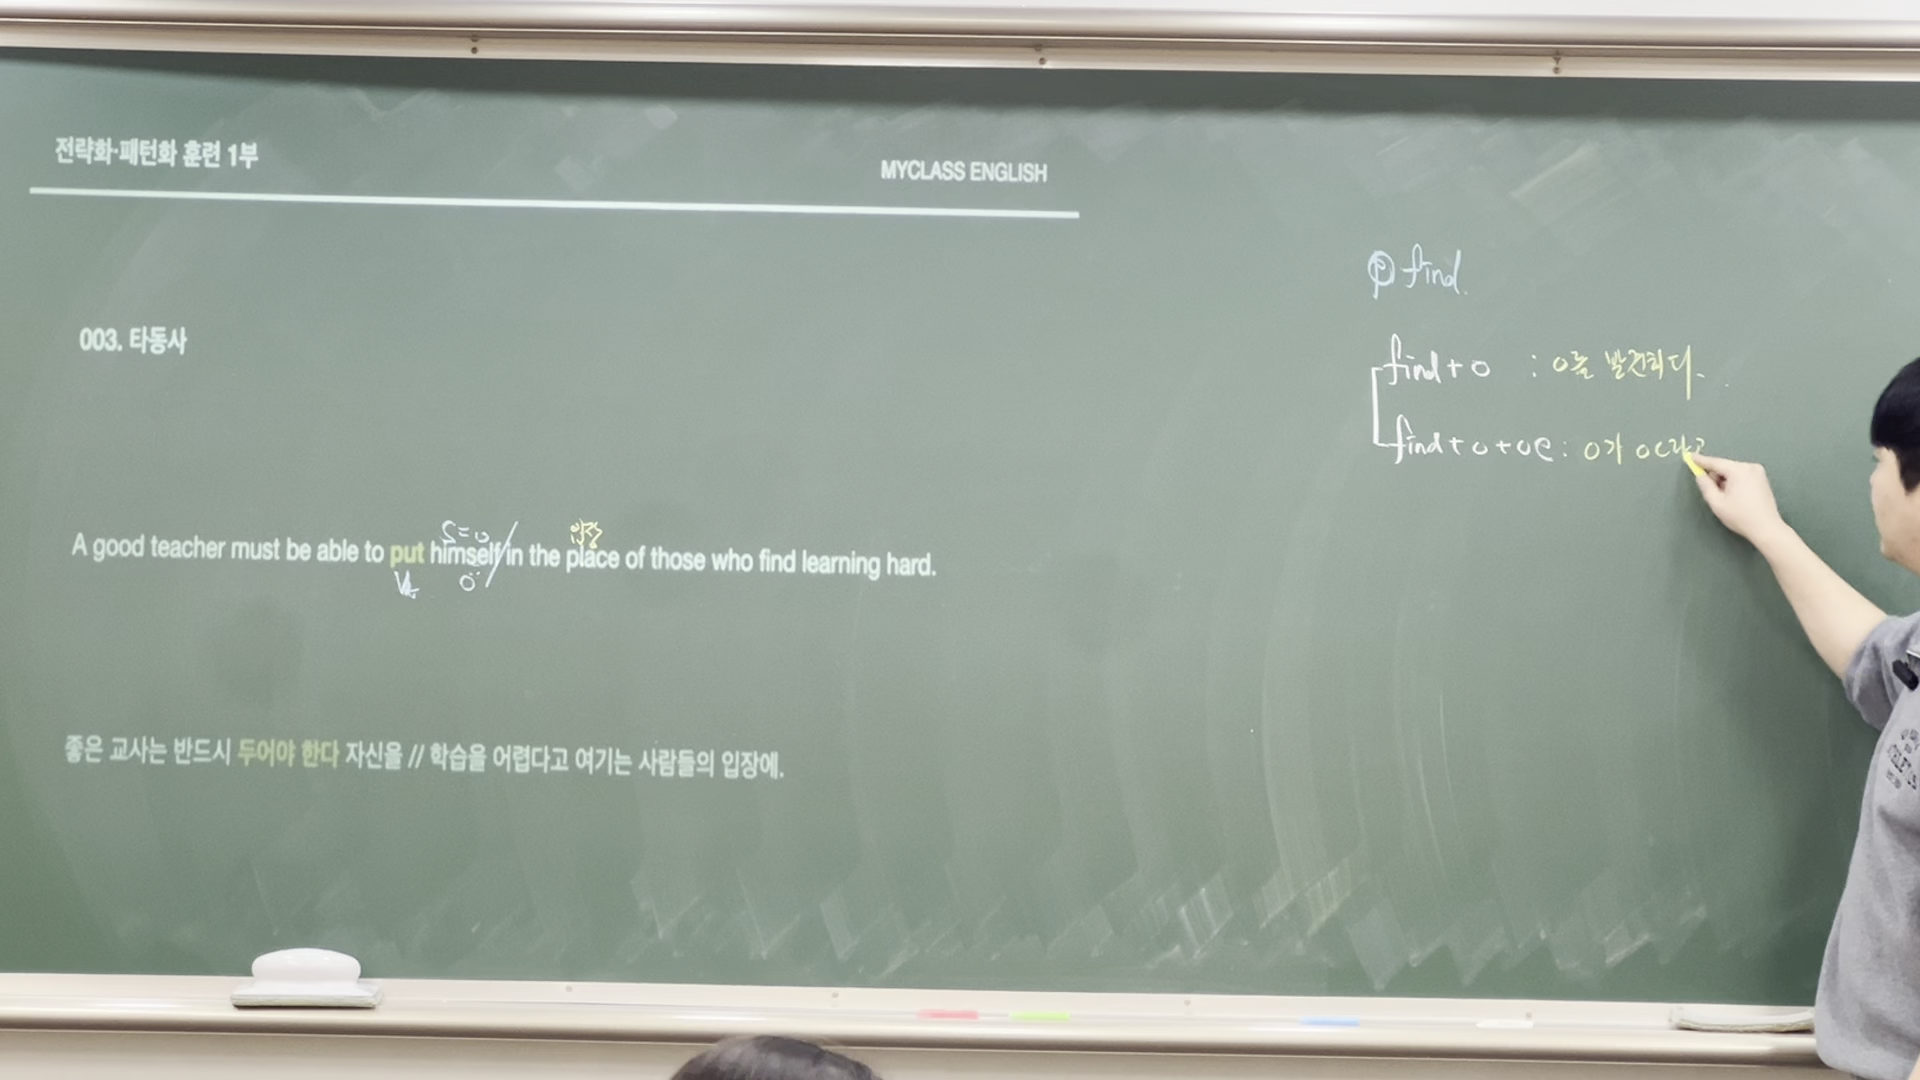 전략화·패턴화 훈련 1부
MYCLASS ENGLISH
003. 타동사
S=O
입장
A good teacher must be able to put himself / in the place of those who find learning hard.
Vt
O
좋은 교사는 반드시 두어야 한다 자신을 // 학습을 어렵다고 여기는 사람들의 입장에.
Ⓟ find.
find+O : O를 발견하다.
find+O+OC : O가 OC라고